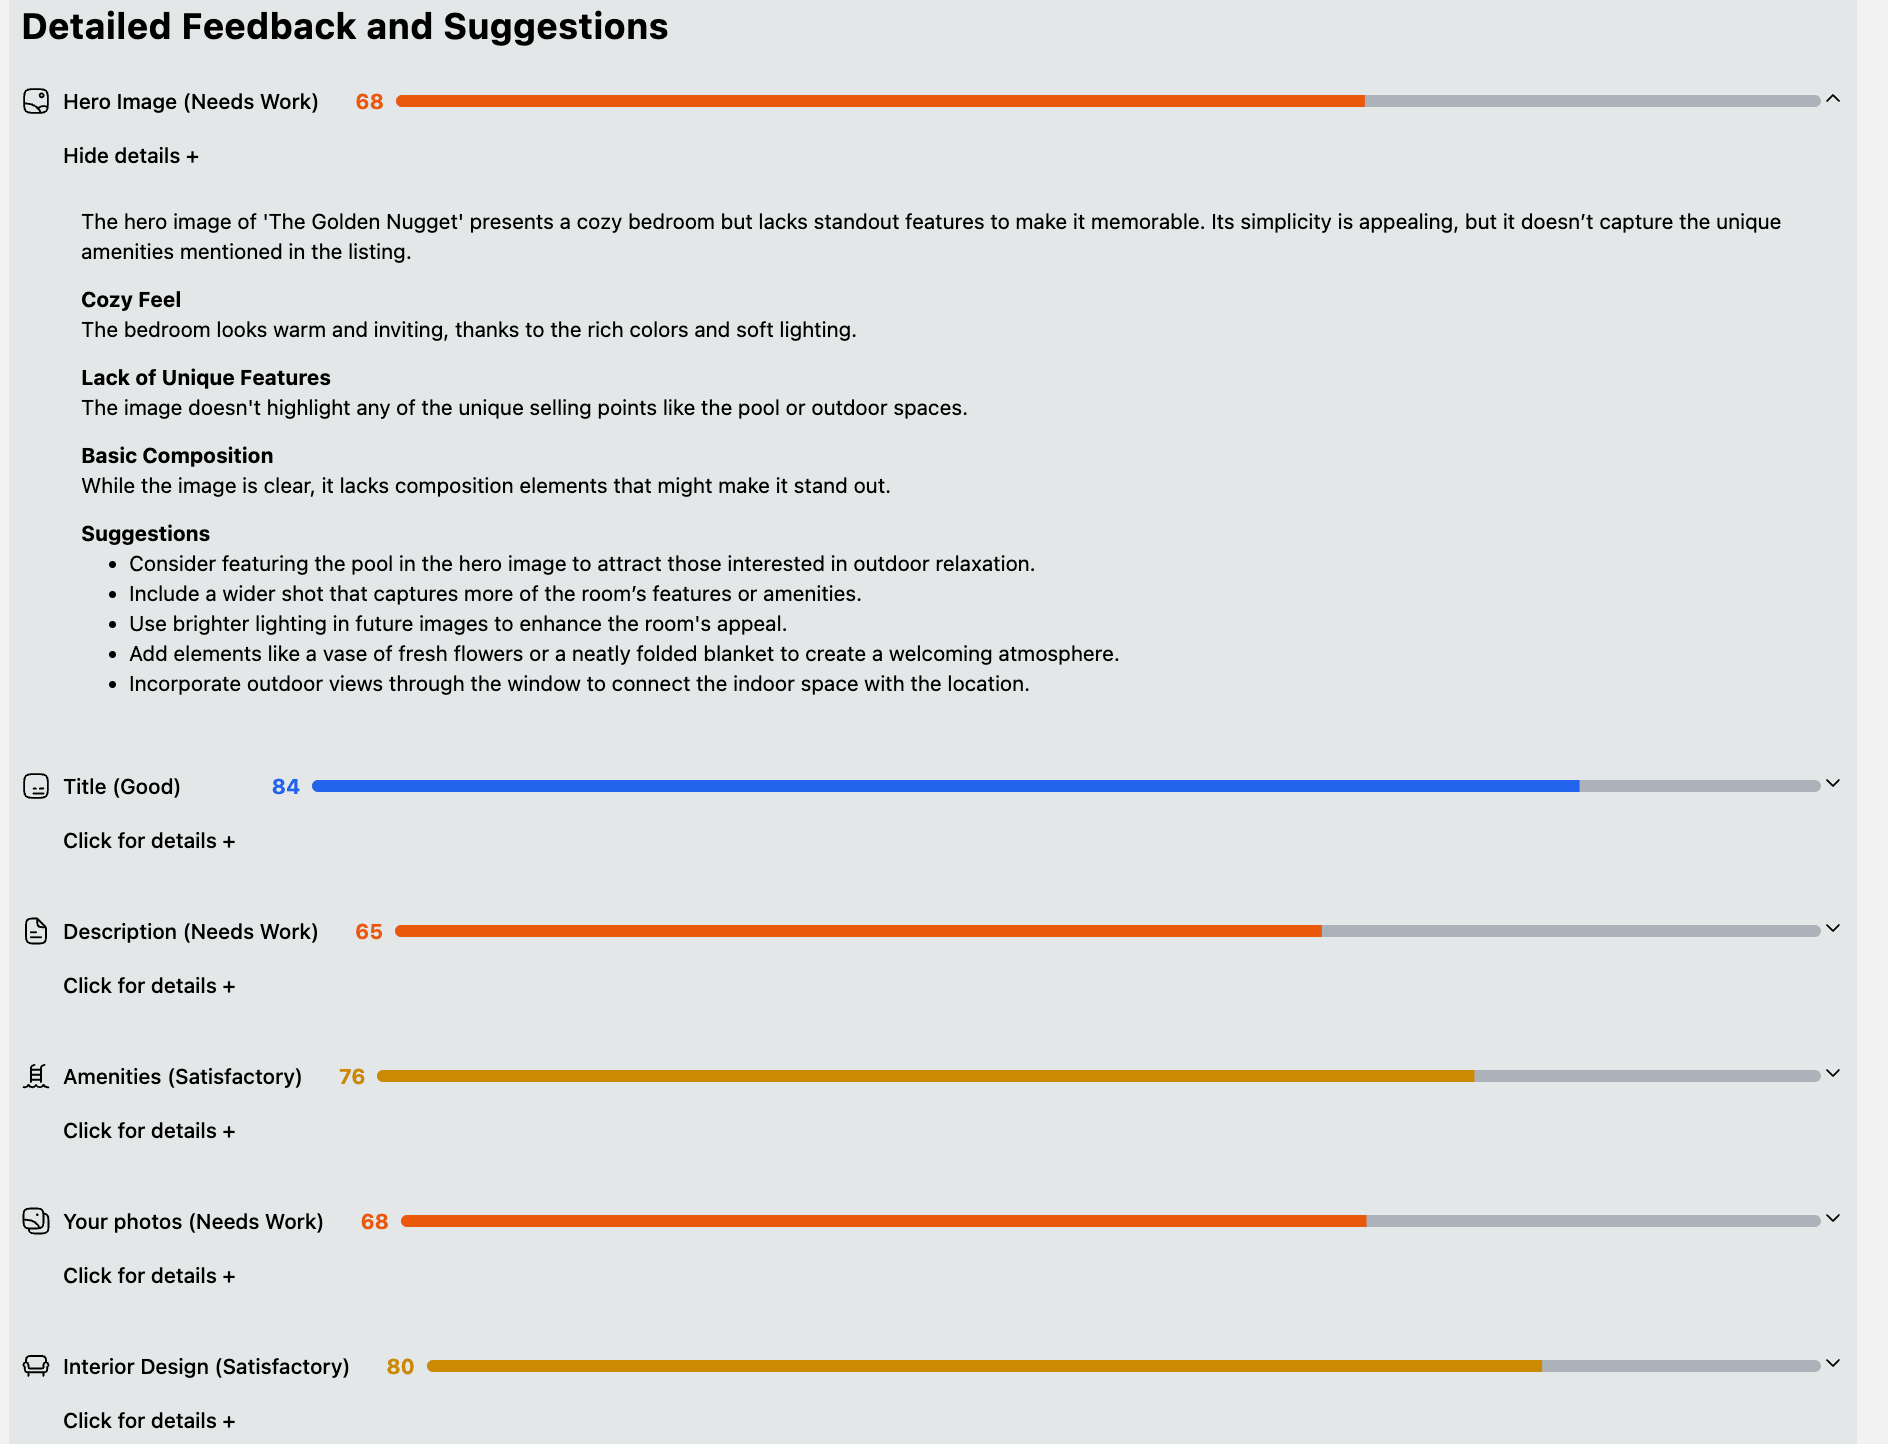 Detailed Feedback and Suggestions
Hero Image (Needs Work) 68
Hide details +
The hero image of 'The Golden Nugget' presents a cozy bedroom but lacks standout features to make it memorable. Its simplicity is appealing, but it doesn’t capture the unique
amenities mentioned in the listing.
Cozy Feel
The bedroom looks warm and inviting, thanks to the rich colors and soft lighting.
Lack of Unique Features
The image doesn't highlight any of the unique selling points like the pool or outdoor spaces.
Basic Composition
While the image is clear, it lacks composition elements that might make it stand out.
Suggestions
• Consider featuring the pool in the hero image to attract those interested in outdoor relaxation.
• Include a wider shot that captures more of the room’s features or amenities.
• Use brighter lighting in future images to enhance the room's appeal.
• Add elements like a vase of fresh flowers or a neatly folded blanket to create a welcoming atmosphere.
• Incorporate outdoor views through the window to connect the indoor space with the location.
Title (Good) 84
Click for details +
Description (Needs Work) 65
Click for details +
Amenities (Satisfactory) 76
Click for details +
Your photos (Needs Work) 68
Click for details +
Interior Design (Satisfactory) 80
Click for details +